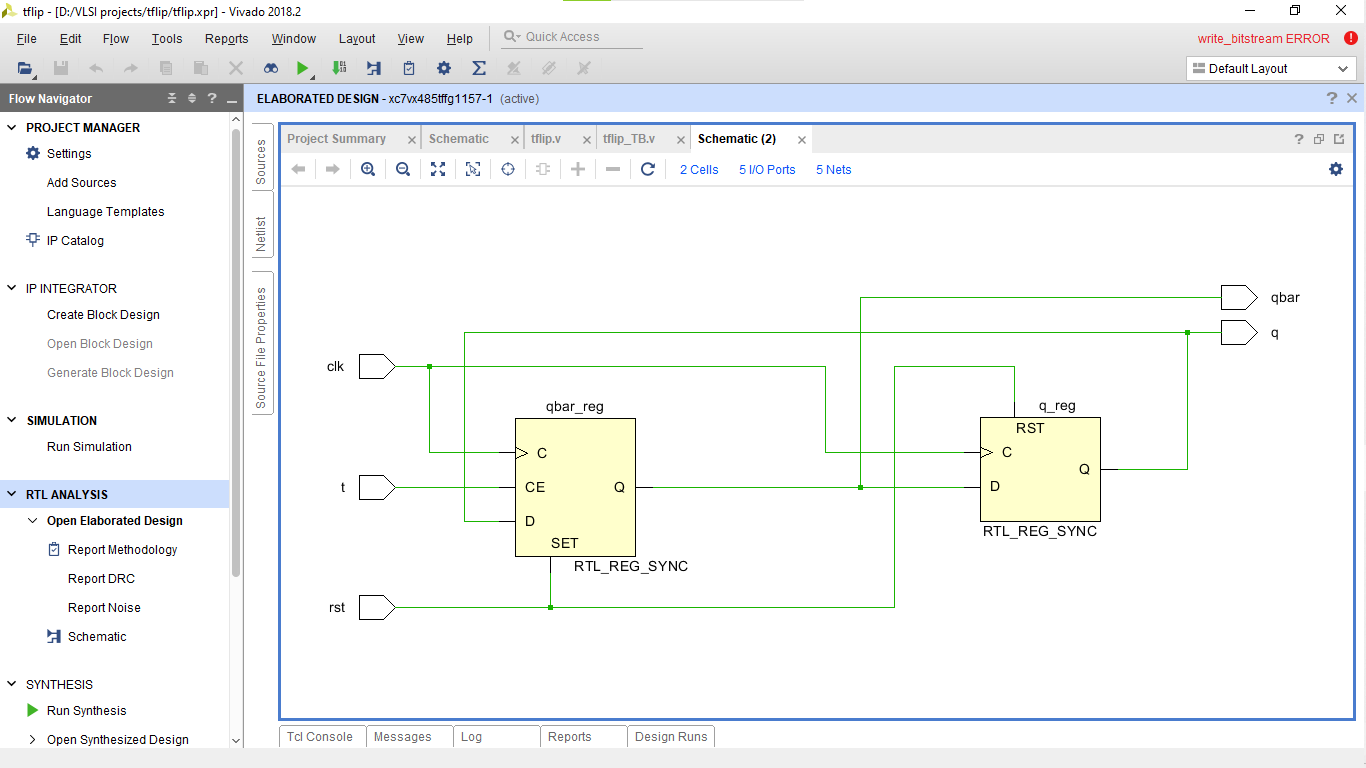 tflip - [D:/VLSI projects/tflip/tflip.xpr] - Vivado 2018.2
File Edit Flow Tools Reports Window Layout View Help Quick Access
write_bitstream ERROR
Default Layout
Flow Navigator
ELABORATED DESIGN - xc7vx485tffg1157-1 (active)
PROJECT MANAGER
Settings
Add Sources
Language Templates
IP Catalog
IP INTEGRATOR
Create Block Design
Open Block Design
Generate Block Design
SIMULATION
Run Simulation
RTL ANALYSIS
Open Elaborated Design
Report Methodology
Report DRC
Report Noise
Schematic
SYNTHESIS
Run Synthesis
Open Synthesized Design
Sources
Netlist
Source File Properties
Project Summary Schematic tflip.v tflip_TB.v Schematic (2)
2 Cells 5 I/O Ports 5 Nets
qbar
q
clk
qbar_reg
q_reg
RST
C
C
Q
t
CE
Q
D
D
SET
RTL_REG_SYNC
RTL_REG_SYNC
rst
Tcl Console Messages Log Reports Design Runs